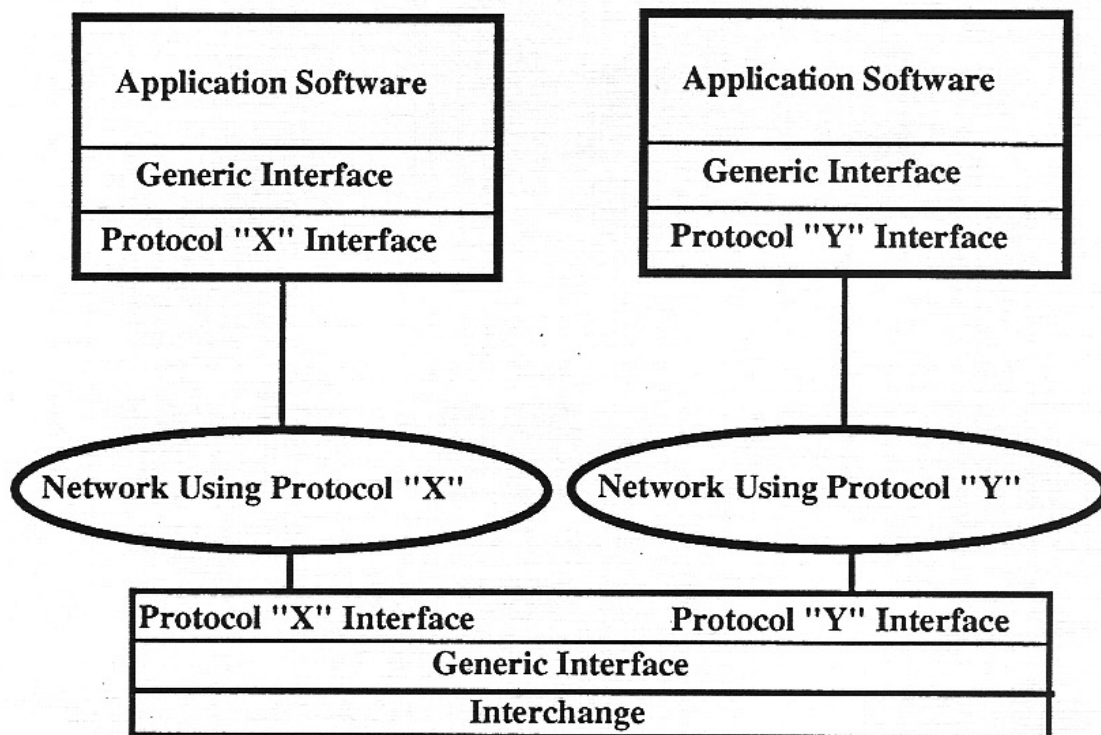 Application Software
Generic Interface
Protocol "X" Interface
Application Software
Generic Interface
Protocol "Y" Interface
Network Using Protocol "X"
Network Using Protocol "Y"
Protocol "X" Interface
Protocol "Y" Interface
Generic Interface
Interchange